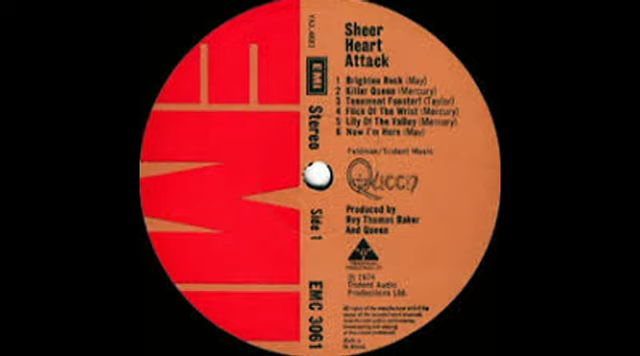 Sheer
Heart
Attack
1 Brighton Rock (May)
2 Killer Queen (Mercury)
3 Tenement Funster! (Taylor)
4 Flick Of The Wrist (Mercury)
5 Lily Of The Valley (Mercury)
6 Now I'm Here (May)
Feldman/Trident Music
Queen
Produced by
Roy Thomas Baker
And Queen
℗ 1974
Trident Audio
Productions Ltd.
EMI
EMI
Stereo
Side 1
EMC 3061